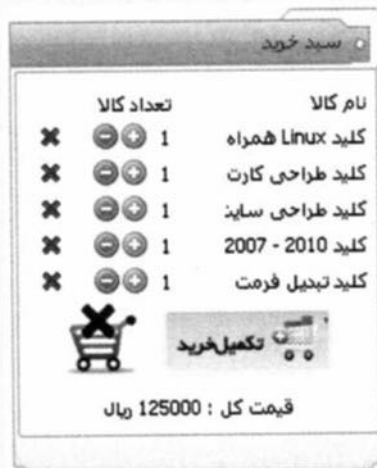 سبد خرید
نام کالا تعداد کالا
کلید Linux همراه 1
کلید طراحی کارت 1
کلید طراحی ساین 1
کلید 2007 - 2010 1
کلید تبدیل فرمت 1
تکمیل‌خرید
قیمت کل : 125000 ریال